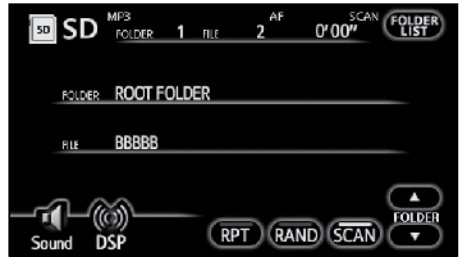 SD SD MP3 AF SCAN FOLDER LIST
FOLDER 1 FILE 2 0'00"
FOLDER ROOT FOLDER
FILE BBBBB
FOLDER
Sound DSP RPT RAND SCAN